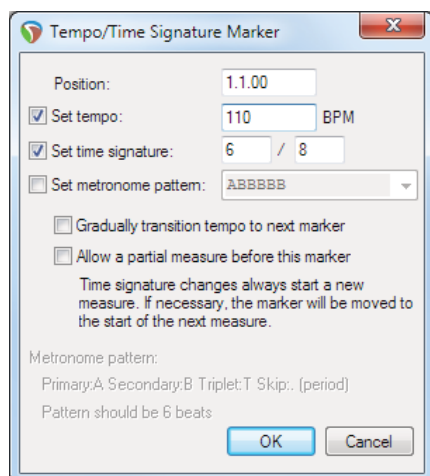 Tempo/Time Signature Marker
Position: 1.1.00
Set tempo: 110 BPM
Set time signature: 6 / 8
Set metronome pattern: ABBBBB
Gradually transition tempo to next marker
Allow a partial measure before this marker
Time signature changes always start a new
measure. If necessary, the marker will be moved to
the start of the next measure.
Metronome pattern:
Primary:A Secondary:B Triplet:T Skip:. (period)
Pattern should be 6 beats
OK Cancel